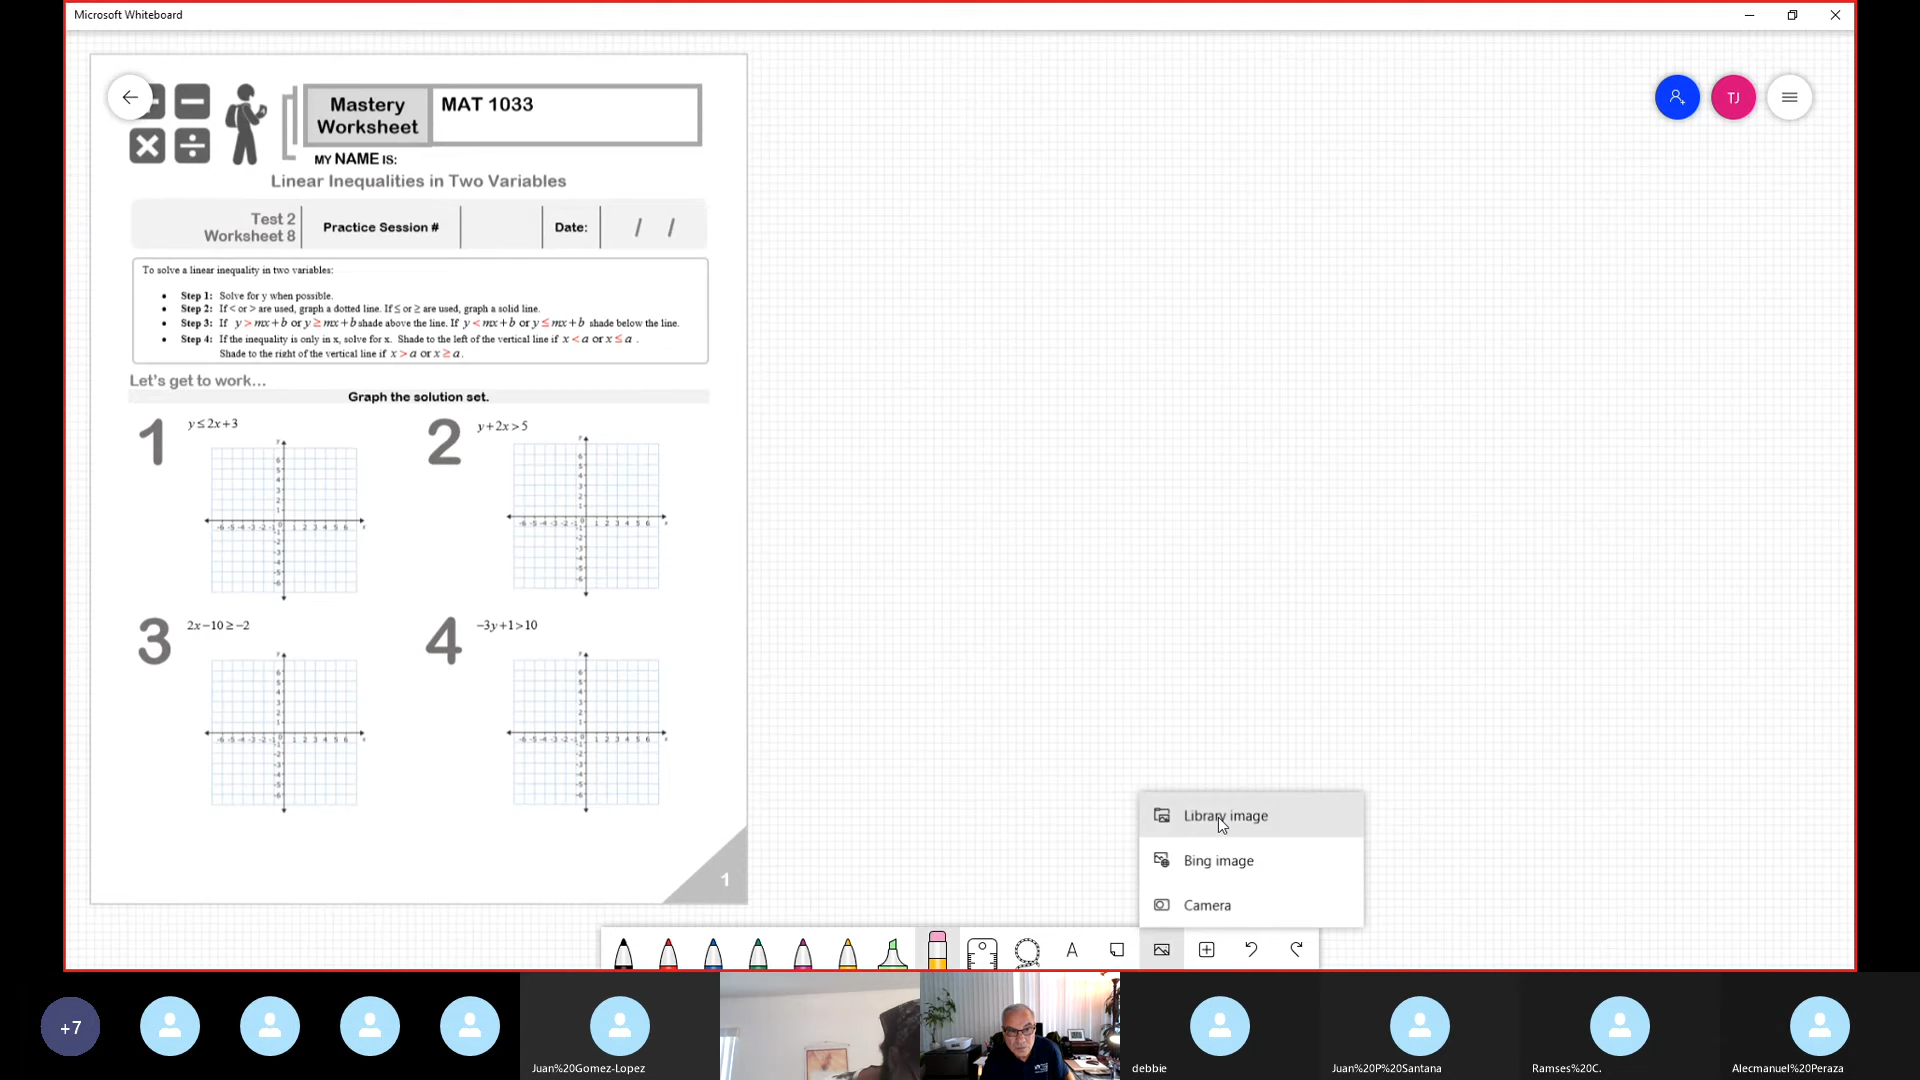 Microsoft Whiteboard
Mastery Worksheet
MAT 1033
MY NAME IS:
Linear Inequalities in Two Variables
Test 2
Worksheet 8
Practice Session #
Date:
/ /
To solve a linear inequality in two variables:
• Step 1: Solve for y when possible.
• Step 2: If < or > are used, graph a dotted line. If ≤ or ≥ are used, graph a solid line.
• Step 3: If y > mx + b or y ≥ mx + b shade above the line. If y < mx + b or y ≤ mx + b shade below the line.
• Step 4: If the inequality is only in x, solve for x. Shade to the left of the vertical line if x < a or x ≤ a .
Shade to the right of the vertical line if x > a or x ≥ a .
Let's get to work...
Graph the solution set.
1
y ≤ 2x+3
2
y+2x > 5
3
2x−10 ≥ −2
4
−3y+1>10
1
TJ
Library image
Bing image
Camera
A
+7
Juan%20Gomez-Lopez
debbie
Juan%20P%20Santana
Ramses%20C.
Alecmanuel%20Peraza